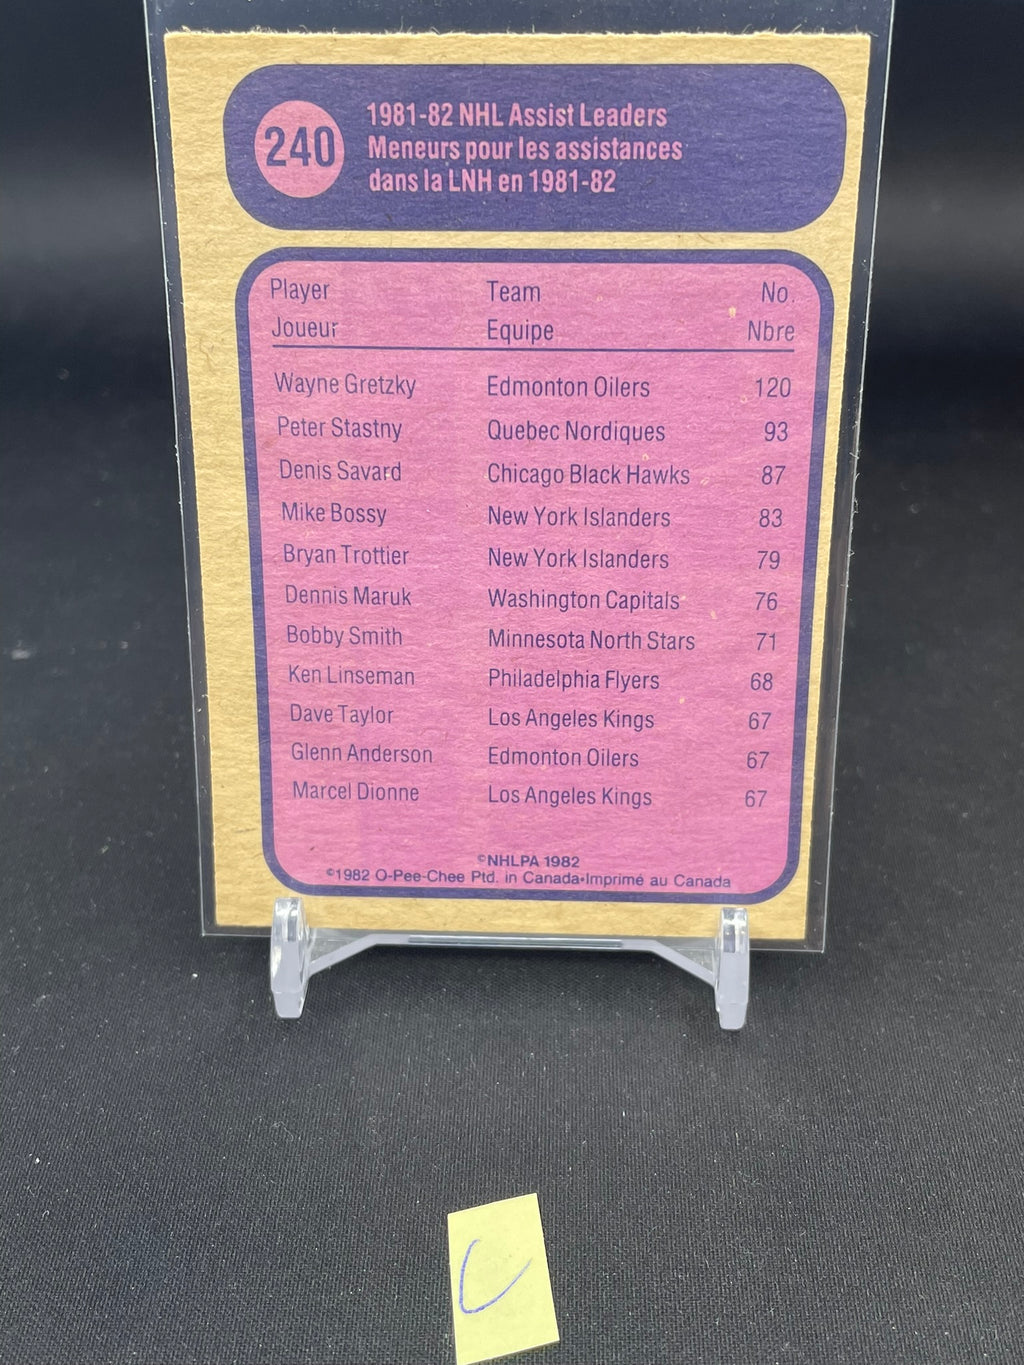 240
1981-82 NHL Assist Leaders
Meneurs pour les assistances
dans la LNH en 1981-82
Player Team No.
Joueur Equipe Nbre
Wayne Gretzky Edmonton Oilers 120
Peter Stastny Quebec Nordiques 93
Denis Savard Chicago Black Hawks 87
Mike Bossy New York Islanders 83
Bryan Trottier New York Islanders 79
Dennis Maruk Washington Capitals 76
Bobby Smith Minnesota North Stars 71
Ken Linseman Philadelphia Flyers 68
Dave Taylor Los Angeles Kings 67
Glenn Anderson Edmonton Oilers 67
Marcel Dionne Los Angeles Kings 67
©NHLPA 1982
©1982 O-Pee-Chee Ptd. in Canada•Imprimé au Canada
C